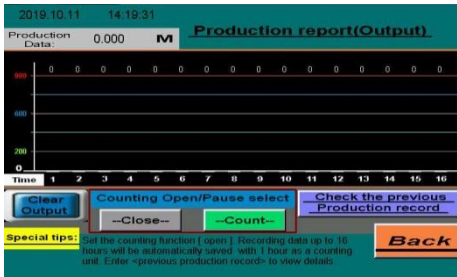 2019.10.11 14:19:31
Production Data: 0.000 M
Production report(Output)
0 0 0 0 0 0 0 0 0 0 0 0 0 0 0 0
900
600
200
0
Time 1 2 3 4 5 6 7 8 9 10 11 12 13 14 15 16
Clear Output
Counting Open/Pause select
--Close--
--Count--
Check the previous
Production record
Special tips:
Set the counting function [ open ]. Recording data up to 16
hours will be automatically saved with 1 hour as a counting
unit. Enter <previous production record> to view details
Back